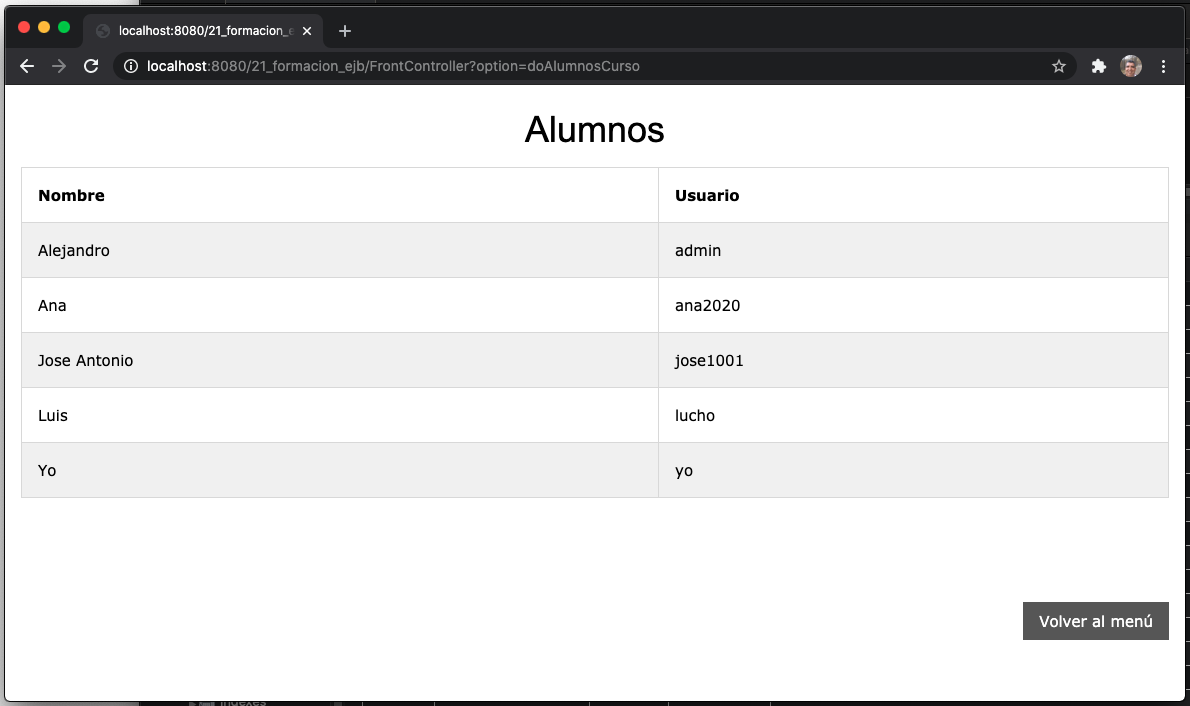 localhost:8080/21_formacion_e
localhost:8080/21_formacion_ejb/FrontController?option=doAlumnosCurso
Alumnos
Nombre Usuario
Alejandro admin
Ana ana2020
Jose Antonio jose1001
Luis lucho
Yo yo
Volver al menú
indexes